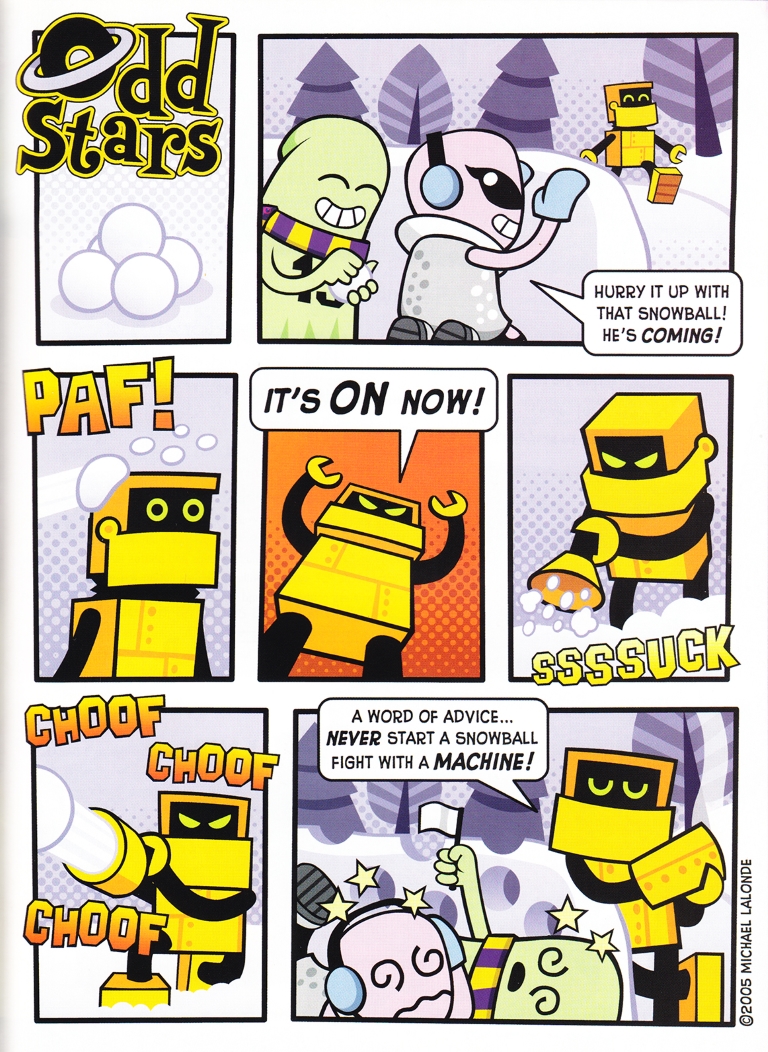 Odd
Stars
HURRY IT UP WITH
THAT SNOWBALL!
HE'S COMING!
PAF!
IT'S ON NOW!
SSSSUCK
CHOOF
CHOOF
CHOOF
A WORD OF ADVICE...
NEVER START A SNOWBALL
FIGHT WITH A MACHINE!
©2005 MICHAEL LALONDE